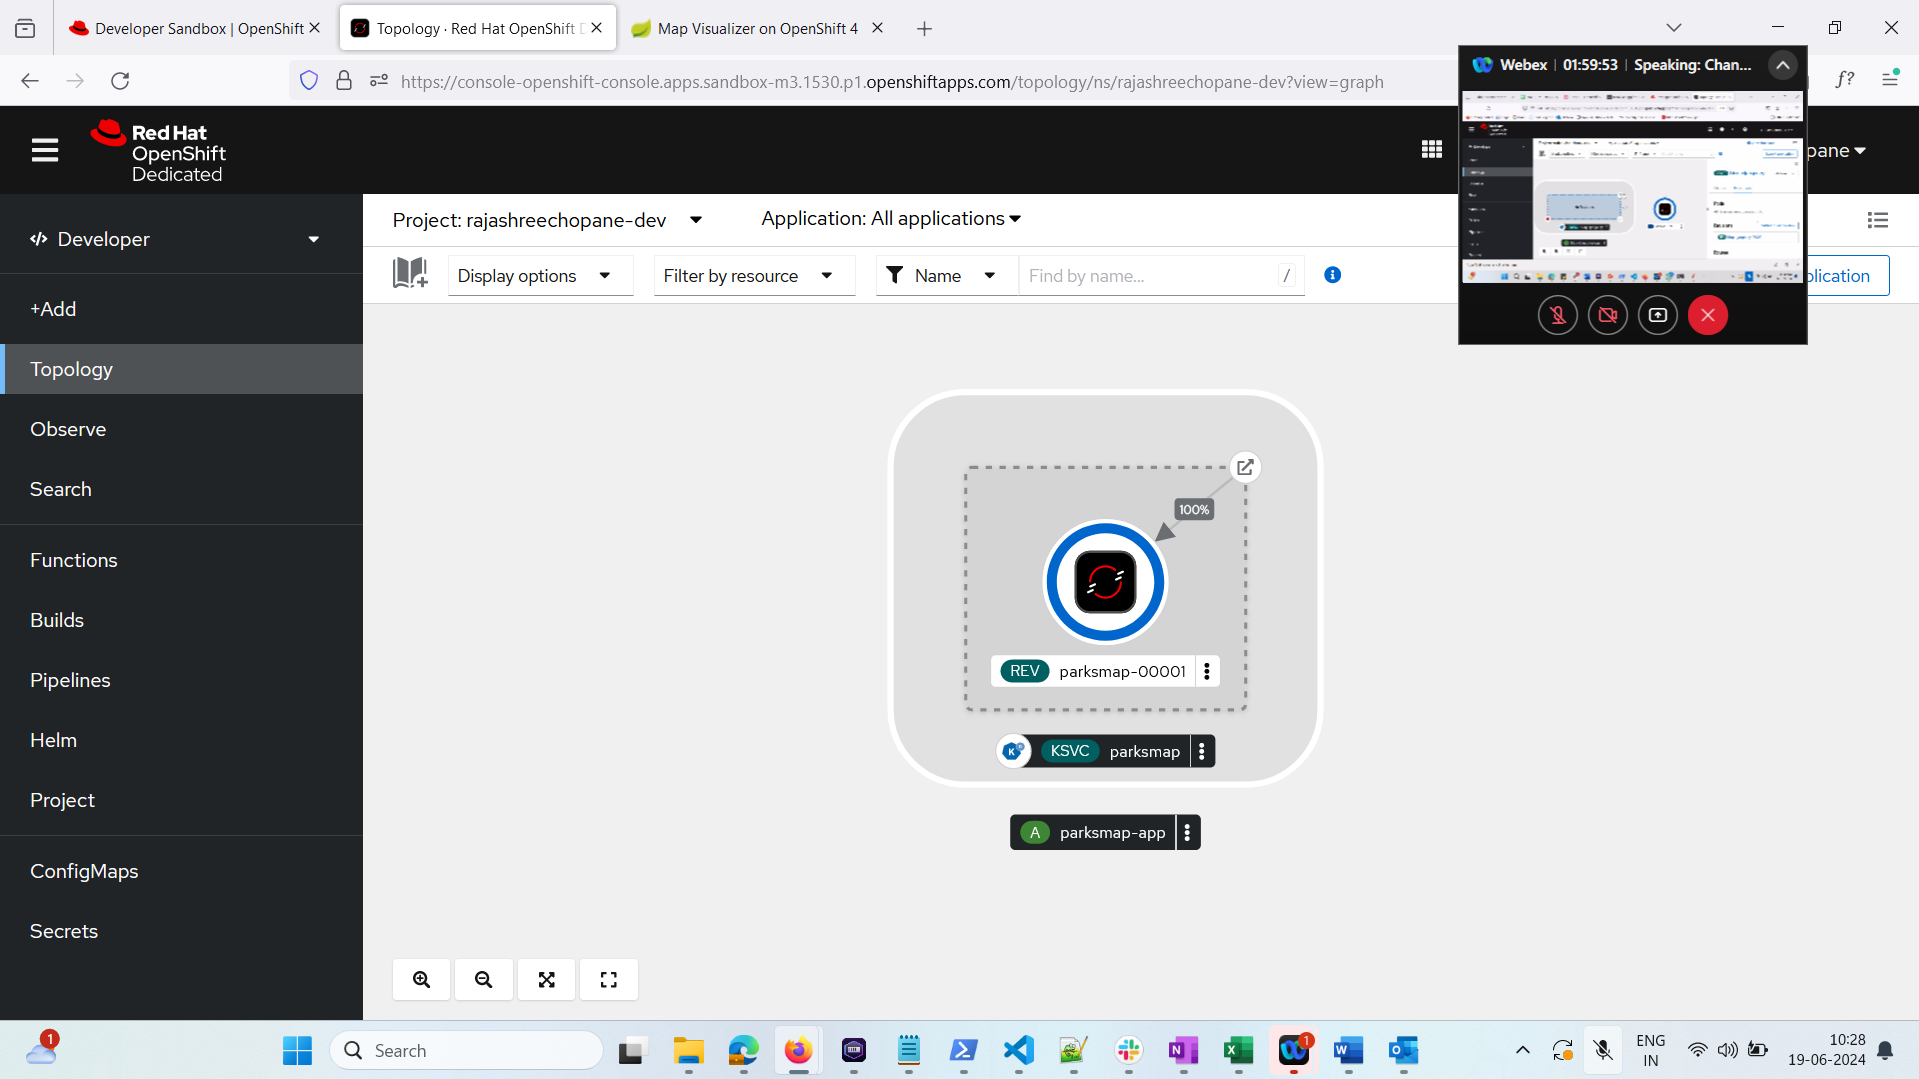 Developer Sandbox | OpenShift
Topology · Red Hat OpenShift D
Map Visualizer on OpenShift 4
https://console-openshift-console.apps.sandbox-m3.1530.p1.openshiftapps.com/topology/ns/rajashreechopane-dev?view=graph
Webex | 01:59:53 | Speaking: Chan...
Red Hat
OpenShift
Dedicated
pane
Developer
+Add
Topology
Observe
Search
Functions
Builds
Pipelines
Helm
Project
ConfigMaps
Secrets
Project: rajashreechopane-dev
Application: All applications
Display options
Filter by resource
Name
Find by name...
/
plication
100%
REV parksmap-00001
KSVC parksmap
A parksmap-app
1
Search
1
ENG
IN
10:28
19-06-2024